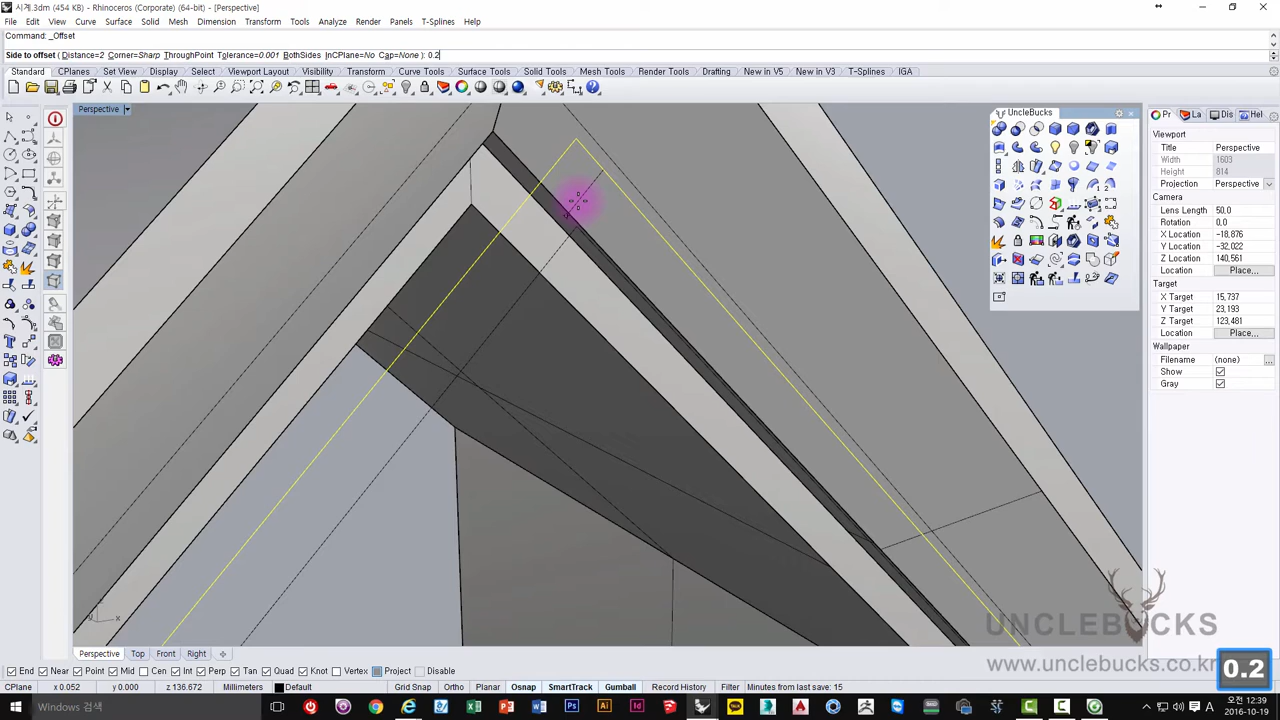 시계.3dm (454 KB) - Rhinoceros (Corporate) (64-bit) - [Perspective]
File Edit View Curve Surface Solid Mesh Dimension Transform Tools Analyze Render Panels T-Splines Help
Command: _Offset
Side to offset ( Distance=2 Corner=Sharp ThroughPoint Tolerance=0.001 BothSides InCPlane=No Cap=None ): 0.2
Standard CPlanes Set View Display Select Viewport Layout Visibility Transform Curve Tools Surface Tools Solid Tools Mesh Tools Render Tools Drafting New in V5 New in V3 T-Splines IGA
Perspective
UncleBucks
Pr La Dis Hel
Viewport
Title Perspective
Width 1603
Height 814
Projection Perspective
Camera
Lens Length 50,0
Rotation 0,0
X Location -18,876
Y Location -32,022
Z Location 140,561
Location Place...
Target
X Target 15,737
Y Target 23,193
Z Target 123,481
Location Place...
Wallpaper
Filename (none) ...
Show
Gray
y x
UNCLEBUCKS
www.unclebucks.co.kr
0.2
Perspective Top Front Right
End Near Point Mid Cen Int Perp Tan Quad Knot Vertex Project Disable
CPlane x 0.052 y 0.000 z 136.672 Millimeters Default Grid Snap Ortho Planar Osnap SmartTrack Gumball Record History Filter Minutes from last save: 15
Windows 검색
A 오전 12:39
2016-10-19